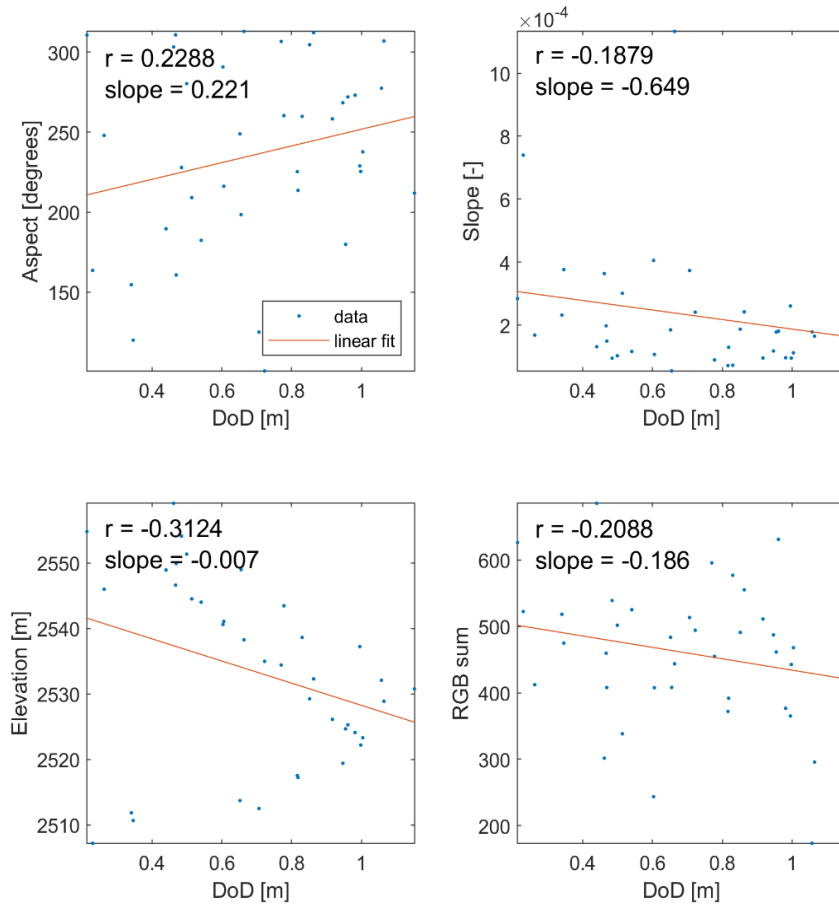 r = 0.2288
slope = 0.221
300
250
200
150
Aspect [degrees]
data
linear fit
0.4 0.6 0.8 1
DoD [m]
×10⁻⁴
r = -0.1879
slope = -0.649
10
8
6
4
2
Slope [-]
0.4 0.6 0.8 1
DoD [m]
r = -0.3124
slope = -0.007
2550
2540
2530
2520
2510
Elevation [m]
0.4 0.6 0.8 1
DoD [m]
r = -0.2088
slope = -0.186
600
500
400
300
200
RGB sum
0.4 0.6 0.8 1
DoD [m]